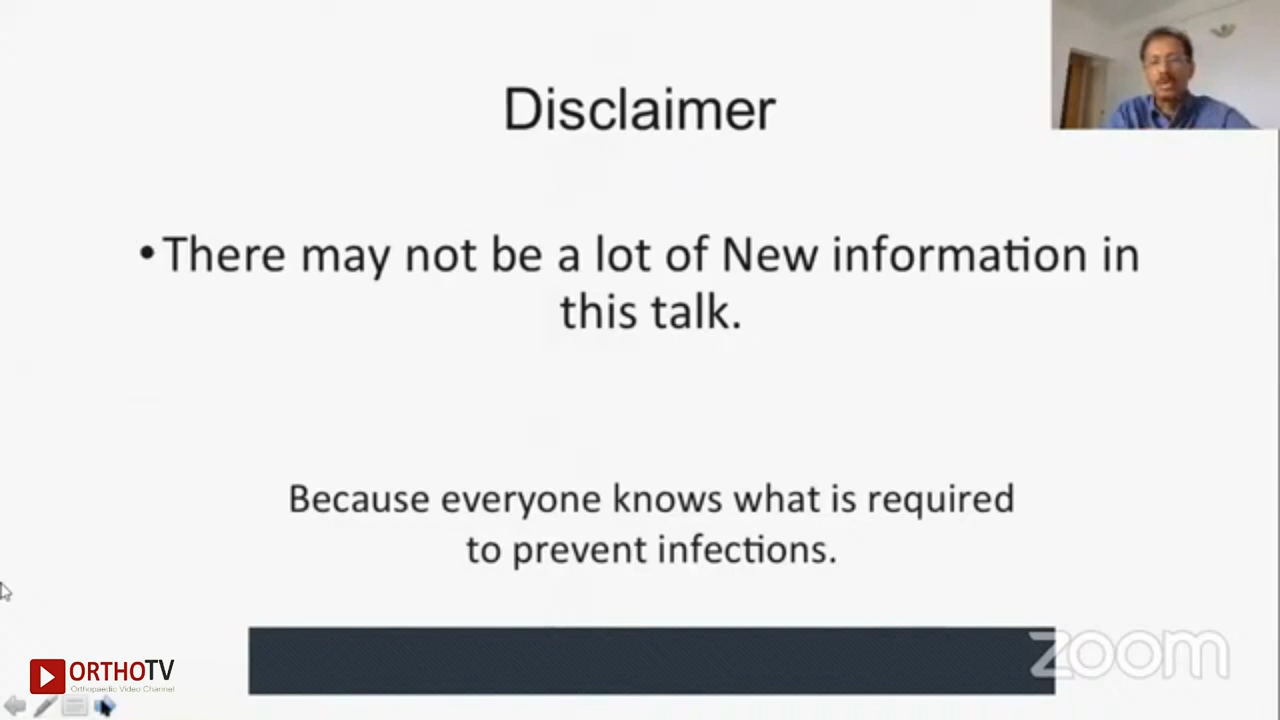 Disclaimer
•There may not be a lot of New information in
this talk.
Because everyone knows what is required
to prevent infections.
zoom
ORTHOTV
Orthopaedic Video Channel